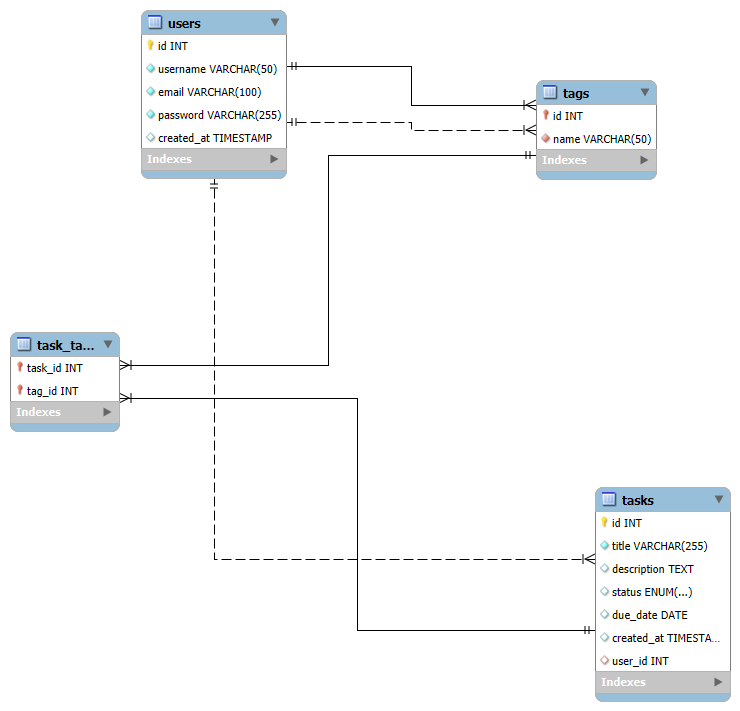 users
id INT
username VARCHAR(50)
email VARCHAR(100)
password VARCHAR(255)
created_at TIMESTAMP
Indexes
tags
id INT
name VARCHAR(50)
Indexes
task_ta...
task_id INT
tag_id INT
Indexes
tasks
id INT
title VARCHAR(255)
description TEXT
status ENUM(...)
due_date DATE
created_at TIMESTA...
user_id INT
Indexes